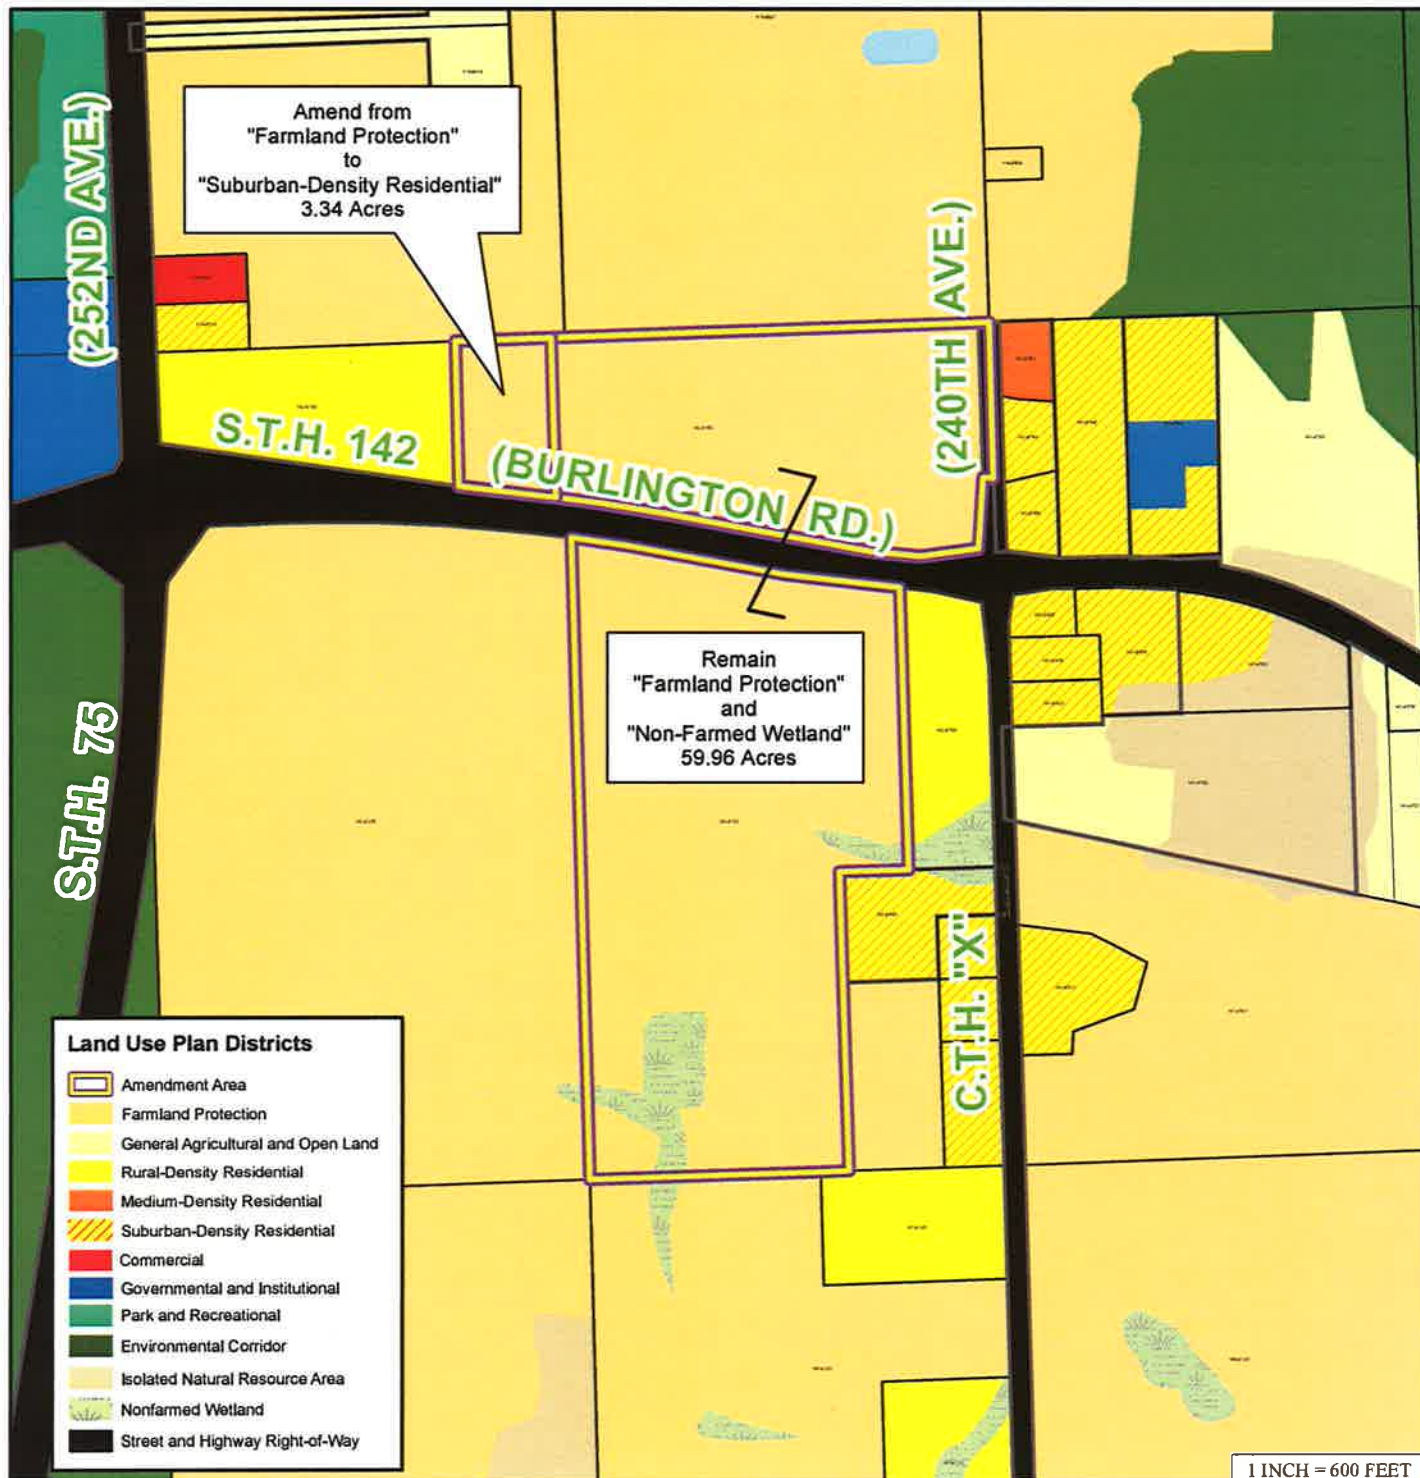 Amend from
"Farmland Protection"
to
"Suburban-Density Residential"
3.34 Acres
(252ND AVE.)
(240TH AVE.)
S.T.H. 142
(BURLINGTON RD.)
Remain
"Farmland Protection"
and
"Non-Farmed Wetland"
59.96 Acres
S.T.H. 75
C.T.H. "X"
Land Use Plan Districts
Amendment Area
Farmland Protection
General Agricultural and Open Land
Rural-Density Residential
Medium-Density Residential
Suburban-Density Residential
Commercial
Governmental and Institutional
Park and Recreational
Environmental Corridor
Isolated Natural Resource Area
Nonfarmed Wetland
Street and Highway Right-of-Way
1 INCH = 600 FEET